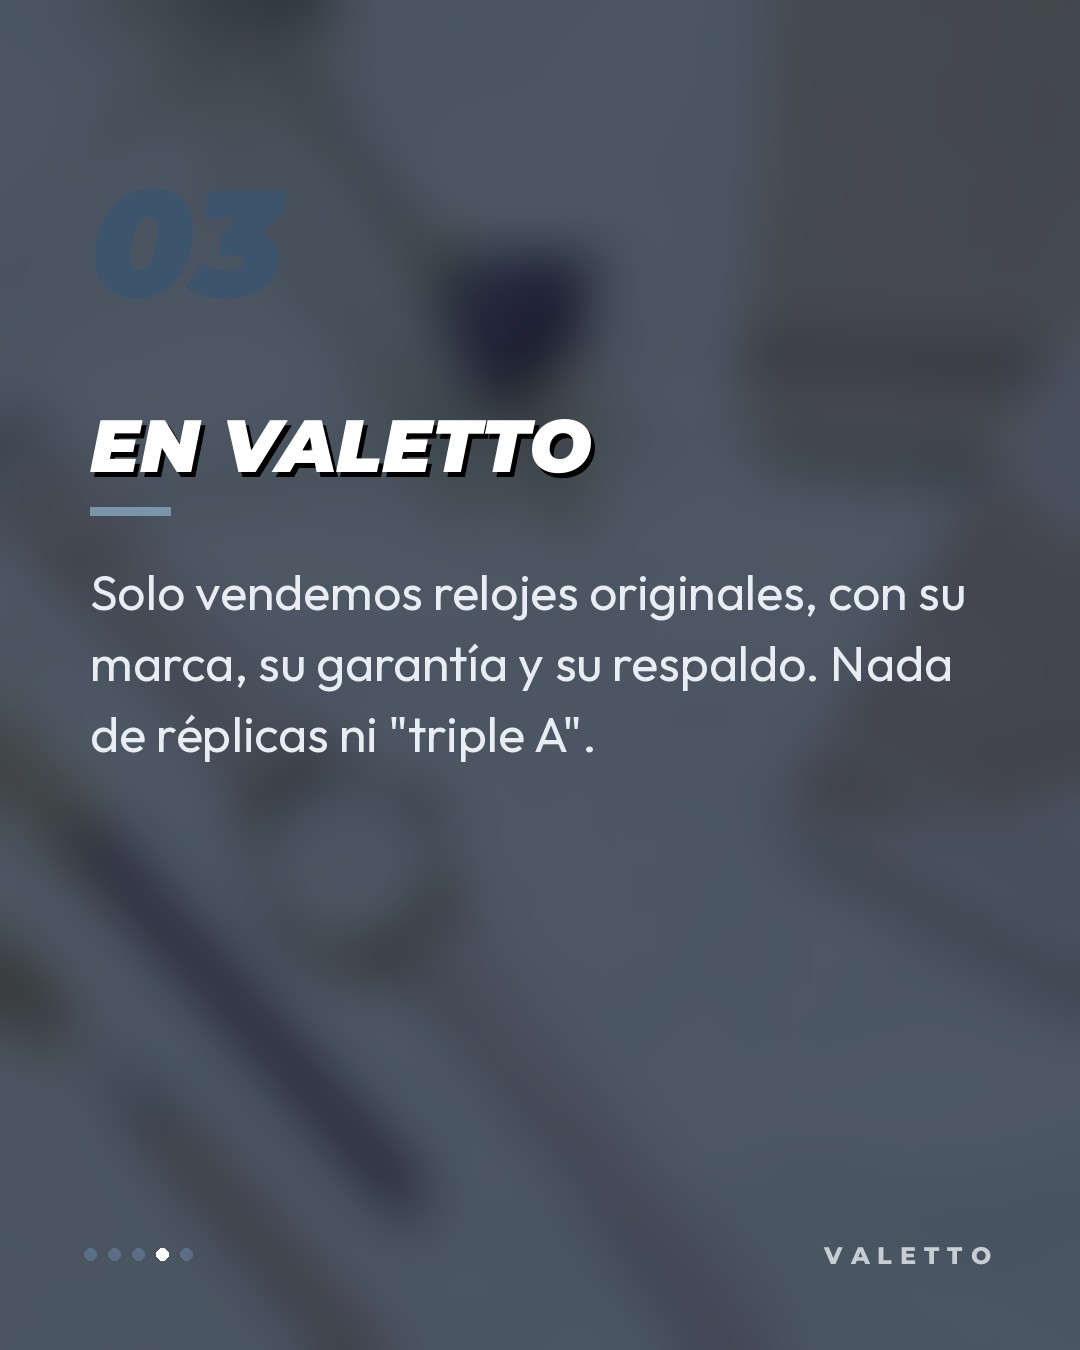 03
EN VALETTO
Solo vendemos relojes originales, con su
marca, su garantía y su respaldo. Nada
de réplicas ni "triple A".
VALETTO